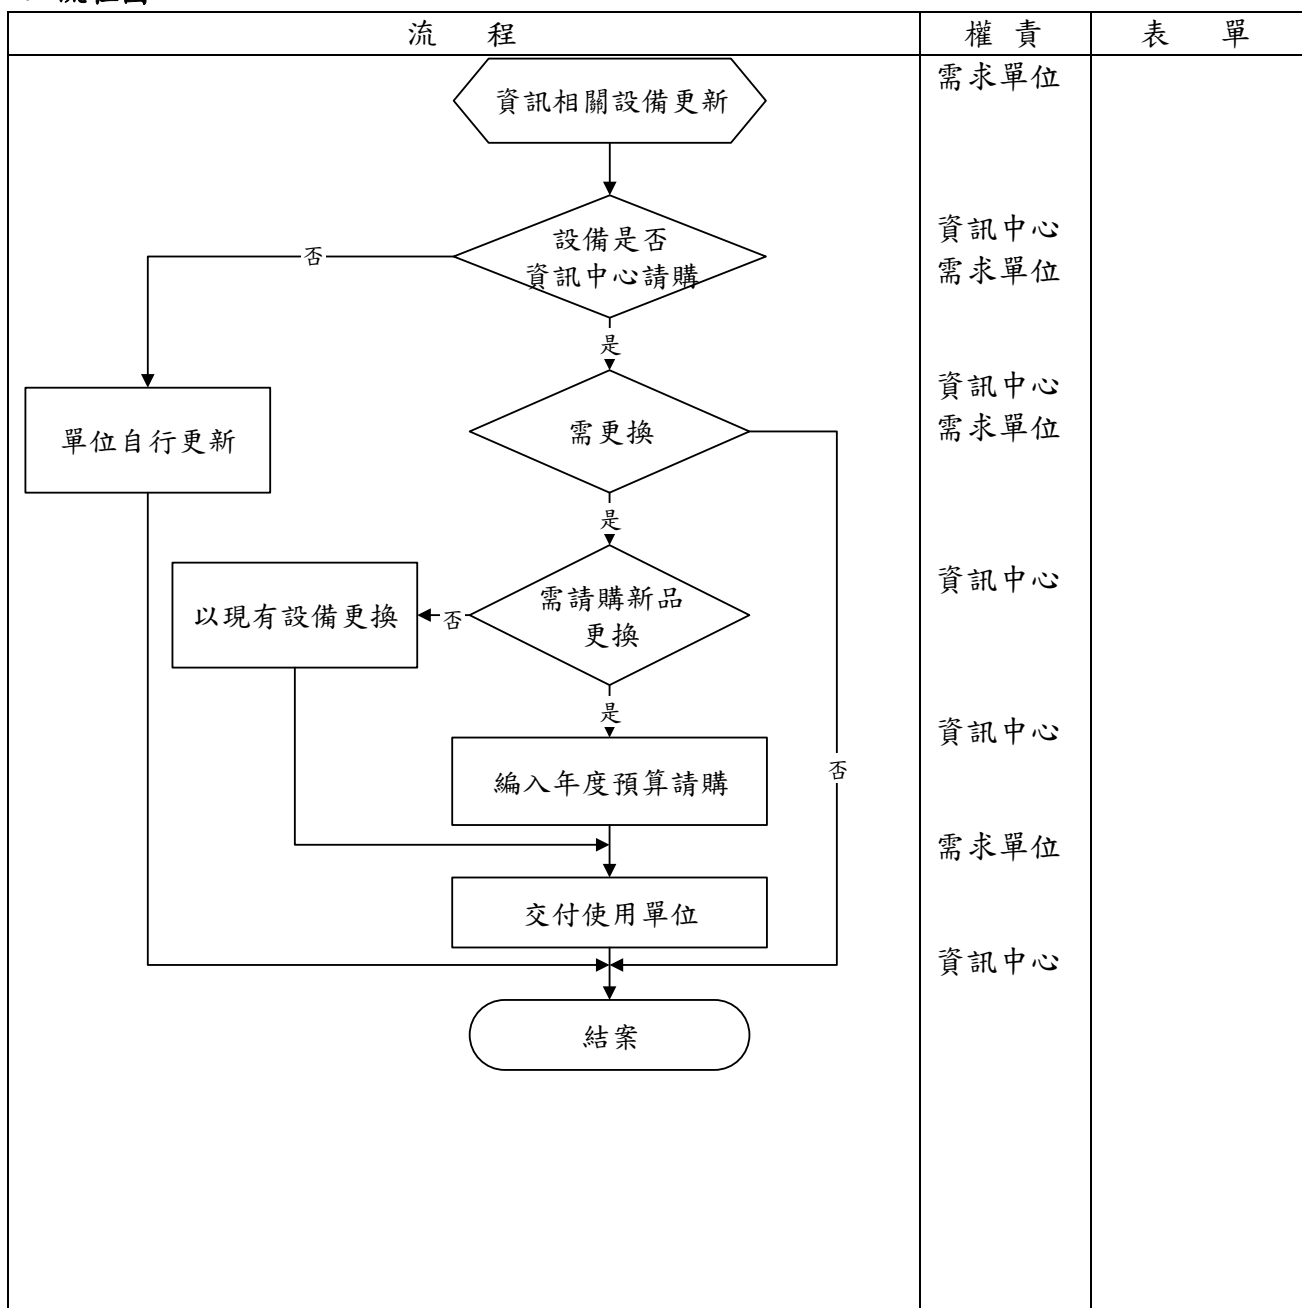 流程
權責
表單
資訊相關設備更新
需求單位
設備是否
資訊中心請購
資訊中心
需求單位
否
是
單位自行更新
需更換
資訊中心
需求單位
是
否
以現有設備更換
否
需請購新品
更換
資訊中心
是
編入年度預算請購
資訊中心
交付使用單位
需求單位
結案
資訊中心